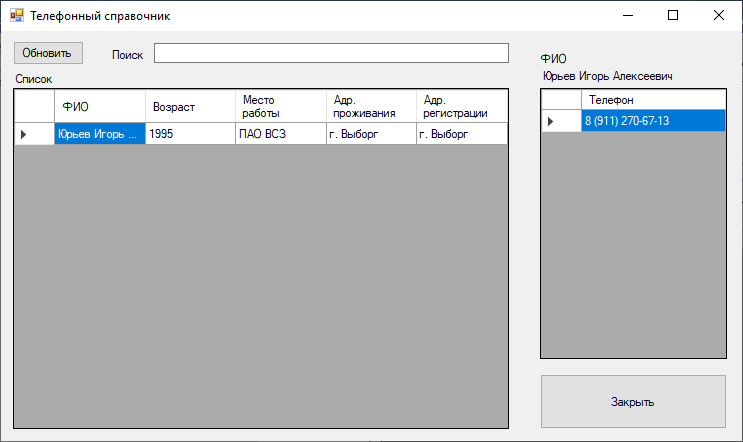 Телефонный справочник
Обновить
Поиск
Список
ФИО
Возраст
Место работы
Адр. проживания
Адр. регистрации
Юрьев Игорь ...
1995
ПАО ВСЗ
г. Выборг
г. Выборг
ФИО
Юрьев Игорь Алексеевич
Телефон
8 (911) 270-67-13
Закрыть